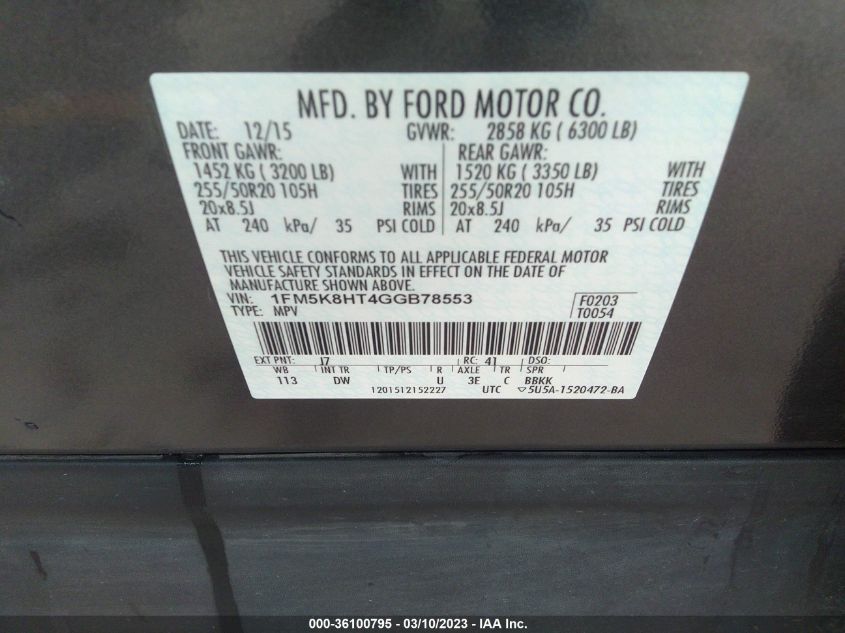 MFD. BY FORD MOTOR CO.
DATE: 12/15 GVWR: 2858 KG ( 6300 LB)
FRONT GAWR: REAR GAWR:
1452 KG ( 3200 LB) WITH 1520 KG ( 3350 LB) WITH
255/50R20 105H TIRES 255/50R20 105H TIRES
20x8.5J RIMS 20x8.5J RIMS
AT 240 kPa/ 35 PSI COLD AT 240 kPa/ 35 PSI COLD
THIS VEHICLE CONFORMS TO ALL APPLICABLE FEDERAL MOTOR
VEHICLE SAFETY STANDARDS IN EFFECT ON THE DATE OF
MANUFACTURE SHOWN ABOVE.
VIN: 1FM5K8HT4GGB78553 F0203
TYPE: MPV T0054
EXT PNT: J7 RC: 41 DSO:
WB INT TR TP/PS R AXLE TR SPR
113 DW U 3E C BBKK
1201512152227 UTC ▽5U5A-1520472-BA
000-36100795 - 03/10/2023 - IAA Inc.